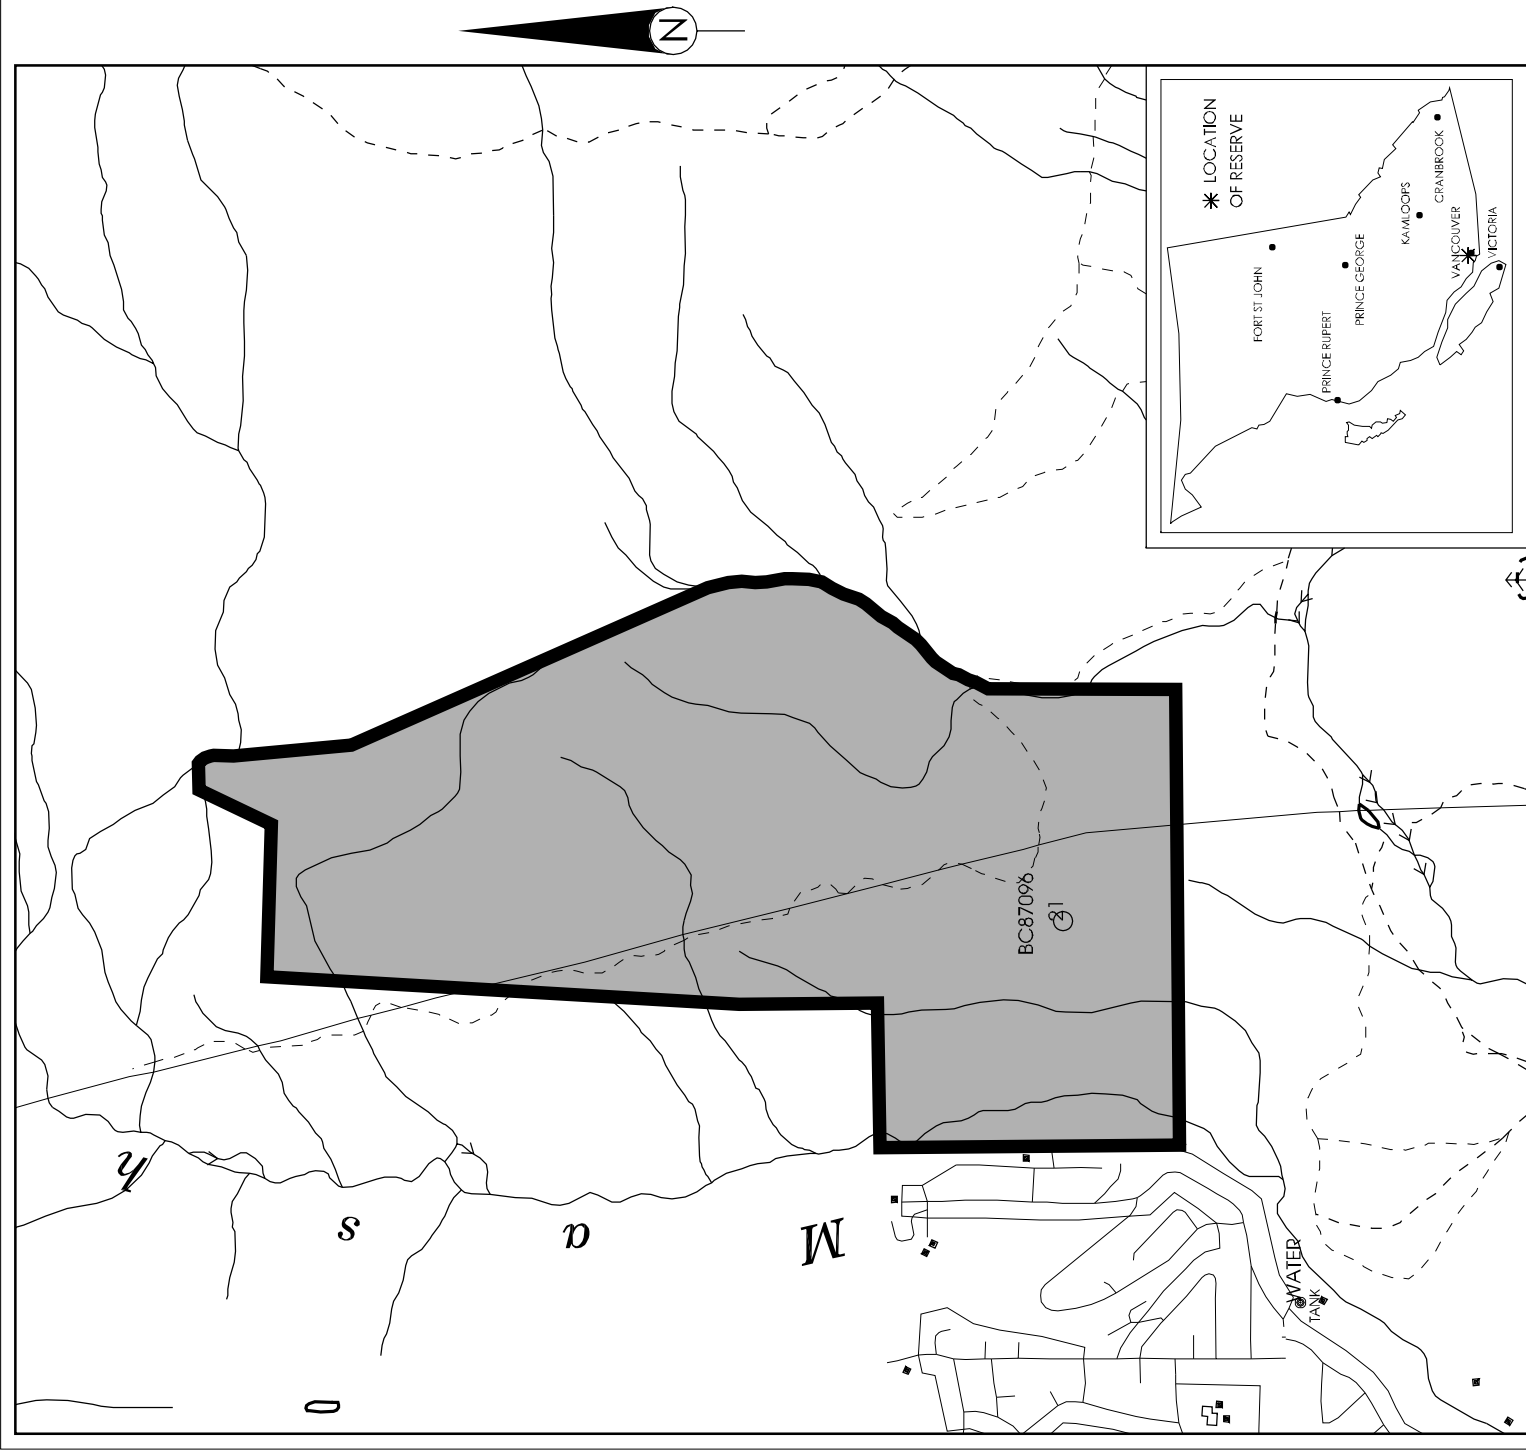 N
LOCATION
OF RESERVE
FORT ST JOHN
PRINCE RUPERT
PRINCE GEORGE
KAMLOOPS
CRANBROOK
VANCOUVER
VICTORIA
BC87096
21
h
s
a
M
WATER
TANK